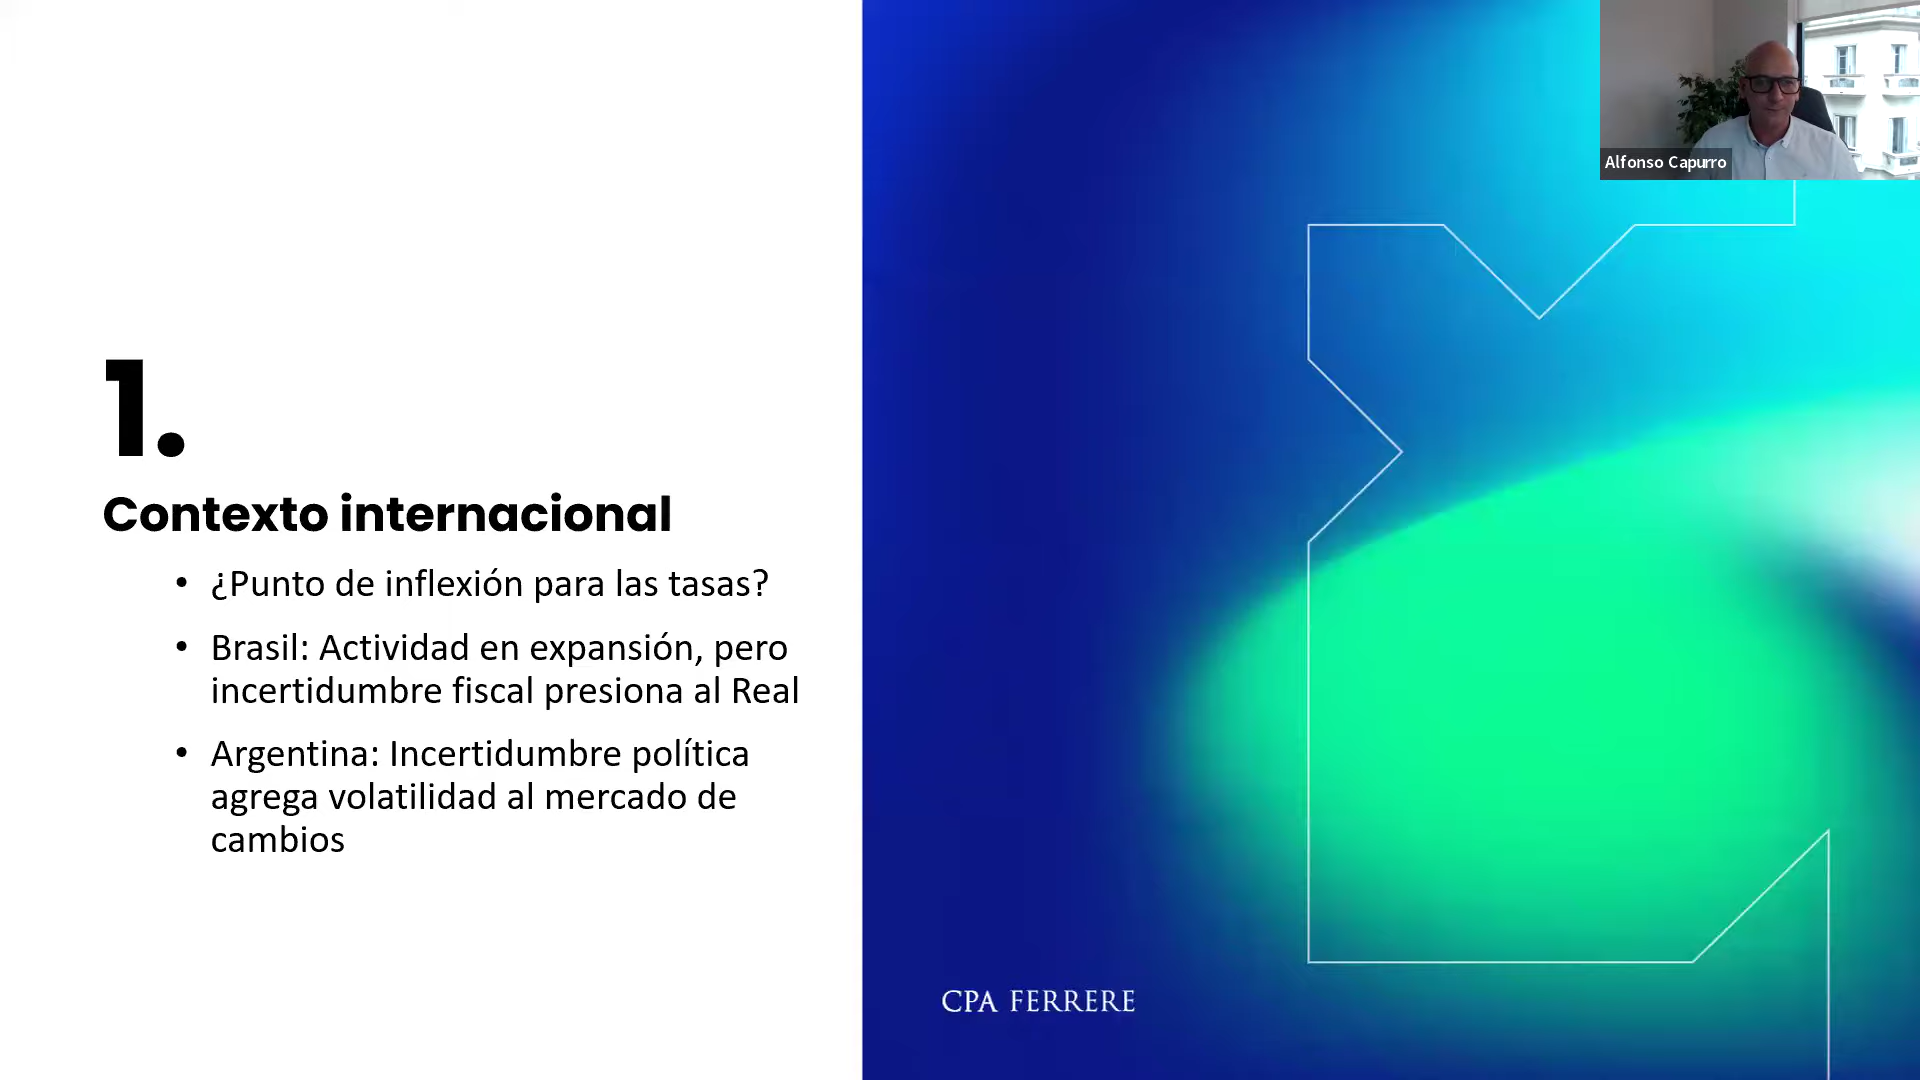 Alfonso Capurro
1.
Contexto internacional
• ¿Punto de inflexión para las tasas?
• Brasil: Actividad en expansión, pero
incertidumbre fiscal presiona al Real
• Argentina: Incertidumbre política
agrega volatilidad al mercado de
cambios
CPA FERRERE